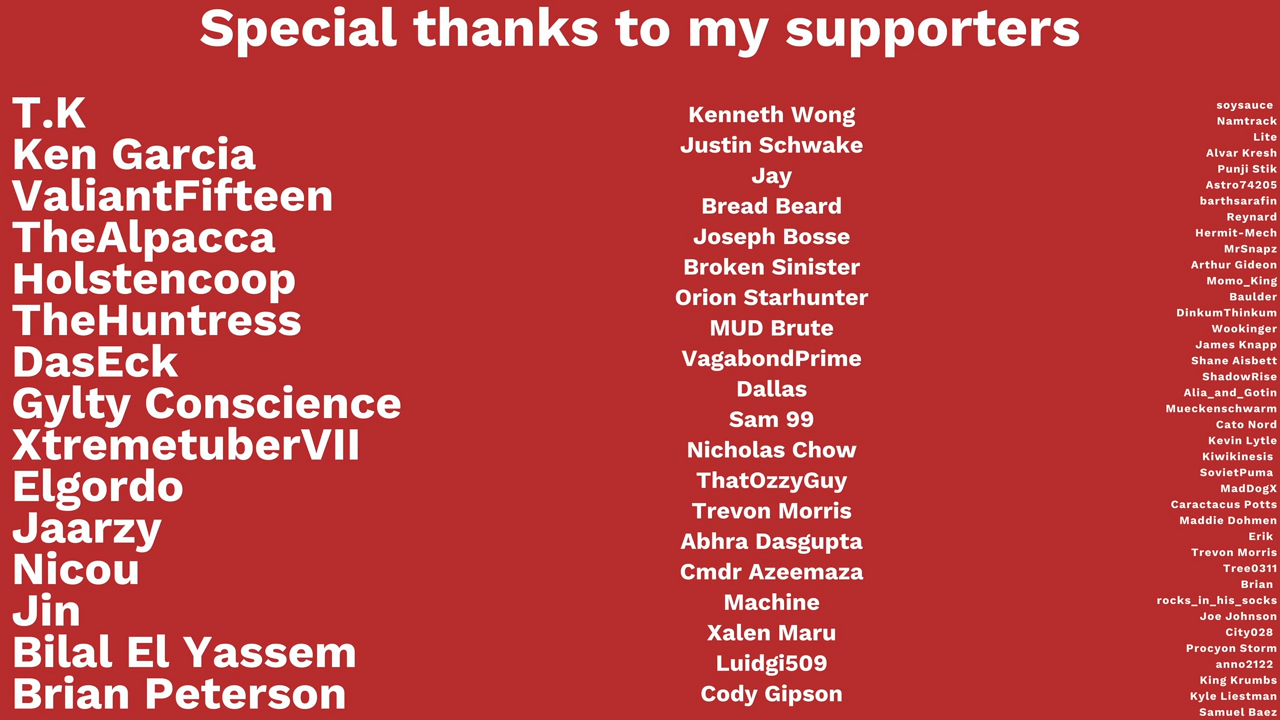 Special thanks to my supporters
T.K
Ken Garcia
ValiantFifteen
TheAlpacca
Holstencoop
TheHuntress
DasEck
Gylty Conscience
XtremetuberVII
Elgordo
Jaarzy
Nicou
Jin
Bilal El Yassem
Brian Peterson
Kenneth Wong
Justin Schwake
Jay
Bread Beard
Joseph Bosse
Broken Sinister
Orion Starhunter
MUD Brute
VagabondPrime
Dallas
Sam 99
Nicholas Chow
ThatOzzyGuy
Trevon Morris
Abhra Dasgupta
Cmdr Azeemaza
Machine
Xalen Maru
Luidgi509
Cody Gipson
soysauce
Namtrack
Lite
Alvar Kresh
Punji Stik
Astro74205
barthsarafin
Reynard
Hermit-Mech
MrSnapz
Arthur Gideon
Momo_King
Baulder
DinkumThinkum
Wookinger
James Knapp
Shane Aisbett
ShadowRise
Alia_and_Gotin
Mueckenschwarm
Cato Nord
Kevin Lytle
Kiwikinesis
SovietPuma
MadDogX
Caractacus Potts
Maddie Dohmen
Erik
Trevon Morris
Tree0311
Brian
rocks_in_his_socks
Joe Johnson
City028
Procyon Storm
anno2122
King Krumbs
Kyle Liestman
Samuel Baez